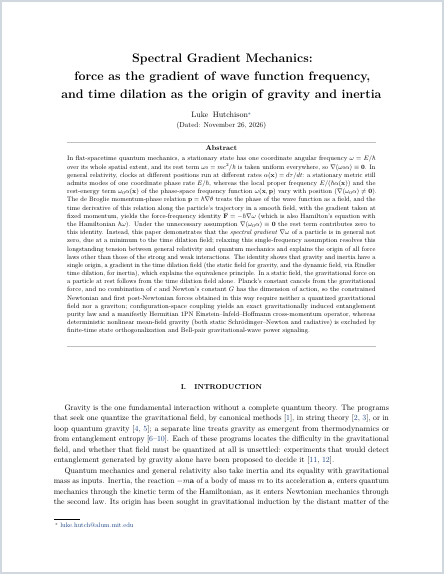 Spectral Gradient Mechanics:
force as the gradient of wave function frequency,
and time dilation as the origin of gravity and inertia
Luke Hutchison*
(Dated: November 26, 2026)
Abstract
In flat-spacetime quantum mechanics, a stationary state has one coordinate angular frequency ω = E/ħ
over its whole spatial extent, and its rest term ω₀ = mc²/ħ is taken uniform everywhere, so ∇(ω₀α) ≡ 0. In
general relativity, clocks at different positions run at different rates α(x) = dτ/dt: a stationary metric still
admits modes of one coordinate phase rate E/ħ, whereas the local proper frequency E/(ħα(x)) and the
rest-energy term ω₀α(x) of the phase-space frequency function ω(x, p) vary with position (∇(ω₀α) ≠ 0).
The de Broglie momentum-phase relation p = ħ∇θ treats the phase of the wave function as a field, and the
time derivative of this relation along the particle's trajectory in a smooth field, with the gradient taken at
fixed momentum, yields the force-frequency identity F = −ħ∇ω (which is also Hamilton's equation with
the Hamiltonian ħω). Under the unnecessary assumption ∇(ω₀α) ≡ 0 the rest term contributes zero to
this identity. Instead, this paper demonstrates that the spectral gradient ∇ω of a particle is in general not
zero, due at a minimum to the time dilation field; relaxing this single-frequency assumption resolves this
longstanding tension between general relativity and quantum mechanics and explains the origin of all force
laws other than those of the strong and weak interactions. The identity shows that gravity and inertia have a
single origin, a gradient in the time dilation field (the static field for gravity, and the dynamic field, via Rindler
time dilation, for inertia), which explains the equivalence principle. In a static field, the gravitational force on
a particle at rest follows from the time dilation field alone. Planck's constant cancels from the gravitational
force, and no combination of c and Newton's constant G has the dimension of action, so the constrained
Newtonian and first post-Newtonian forces obtained in this way require neither a quantized gravitational
field nor a graviton; configuration-space coupling yields an exact gravitationally induced entanglement
purity law and a manifestly Hermitian 1PN Einstein–Infeld–Hoffmann cross-momentum operator, whereas
deterministic nonlinear mean-field gravity (both static Schrödinger–Newton and radiative) is excluded by
finite-time state orthogonalization and Bell-pair gravitational-wave power signaling.
I. INTRODUCTION
Gravity is the one fundamental interaction without a complete quantum theory. The programs
that seek one quantize the gravitational field, by canonical methods [1], in string theory [2, 3], or in
loop quantum gravity [4, 5]; a separate line treats gravity as emergent from thermodynamics or
from entanglement entropy [6–10]. Each of these programs locates the difficulty in the gravitational
field, and whether that field must be quantized at all is unsettled: experiments that would detect
entanglement generated by gravity alone have been proposed to decide it [11, 12].
Quantum mechanics and general relativity also take inertia and its equality with gravitational
mass as inputs. Inertia, the reaction −ma of a body of mass m to its acceleration a, enters quantum
mechanics through the kinetic term of the Hamiltonian, as it enters Newtonian mechanics through
the second law. Its origin has been sought in gravitational induction by the distant matter of the
* luke.hutch@alum.mit.edu